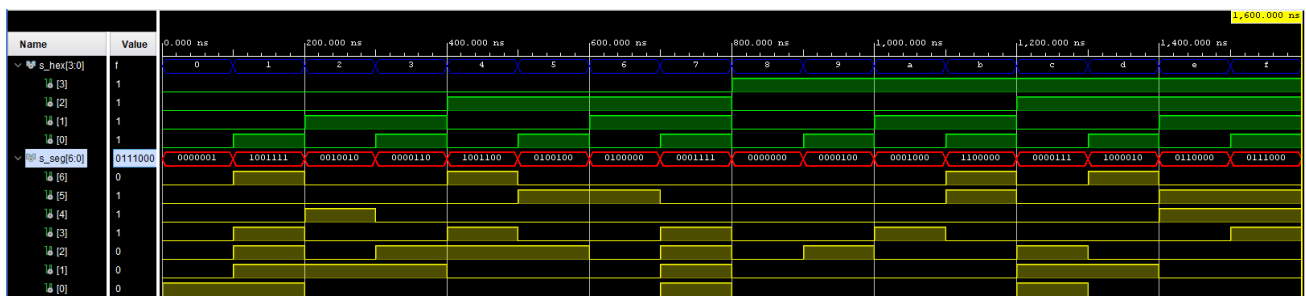 1,600.000 ns
Name Value 0.000 ns 200.000 ns 400.000 ns 600.000 ns 800.000 ns 1,000.000 ns 1,200.000 ns 1,400.000 ns
s_hex[3:0] f 0 1 2 3 4 5 6 7 8 9 a b c d e f
[3] 1
[2] 1
[1] 1
[0] 1
s_seg[6:0] 0111000 0000001 1001111 0010010 0000110 1001100 0100100 0100000 0001111 0000000 0000100 0001000 1100000 0000111 1000010 0110000 0111000
[6] 0
[5] 1
[4] 1
[3] 1
[2] 0
[1] 0
[0] 0